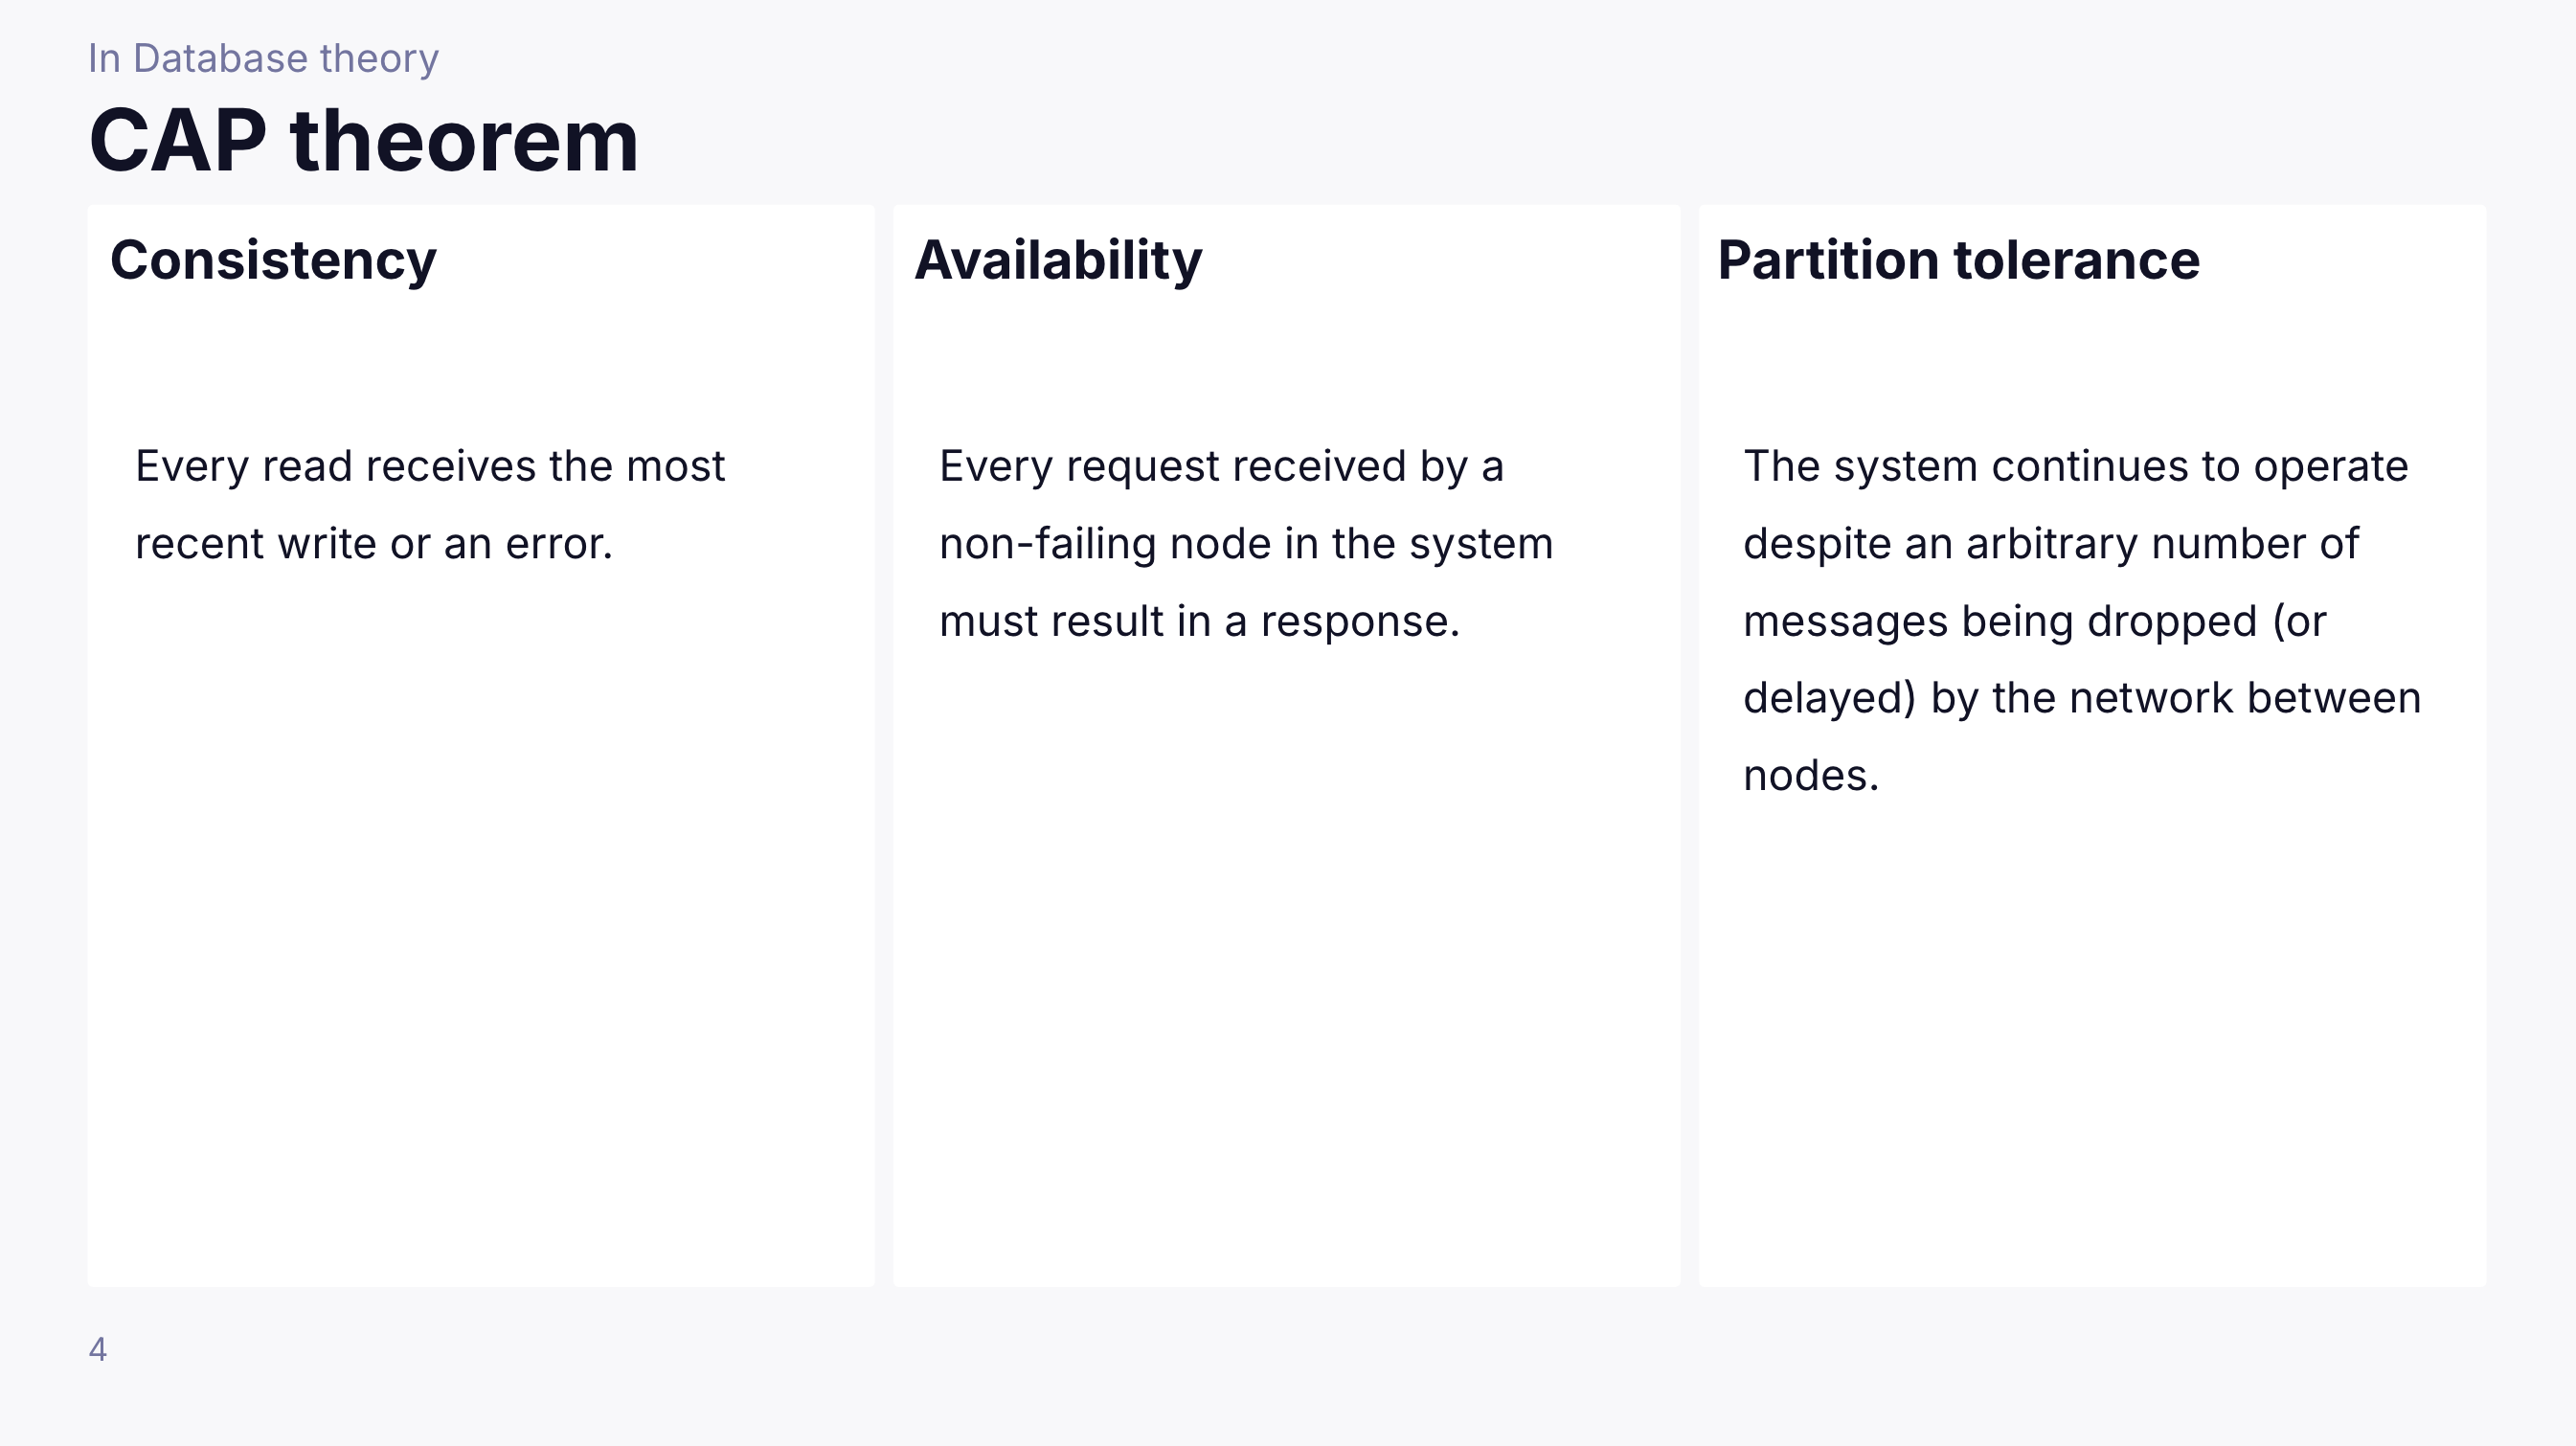 In Database theory
CAP theorem
Consistency
Every read receives the most
recent write or an error.
Availability
Every request received by a
non-failing node in the system
must result in a response.
Partition tolerance
The system continues to operate
despite an arbitrary number of
messages being dropped (or
delayed) by the network between
nodes.
4